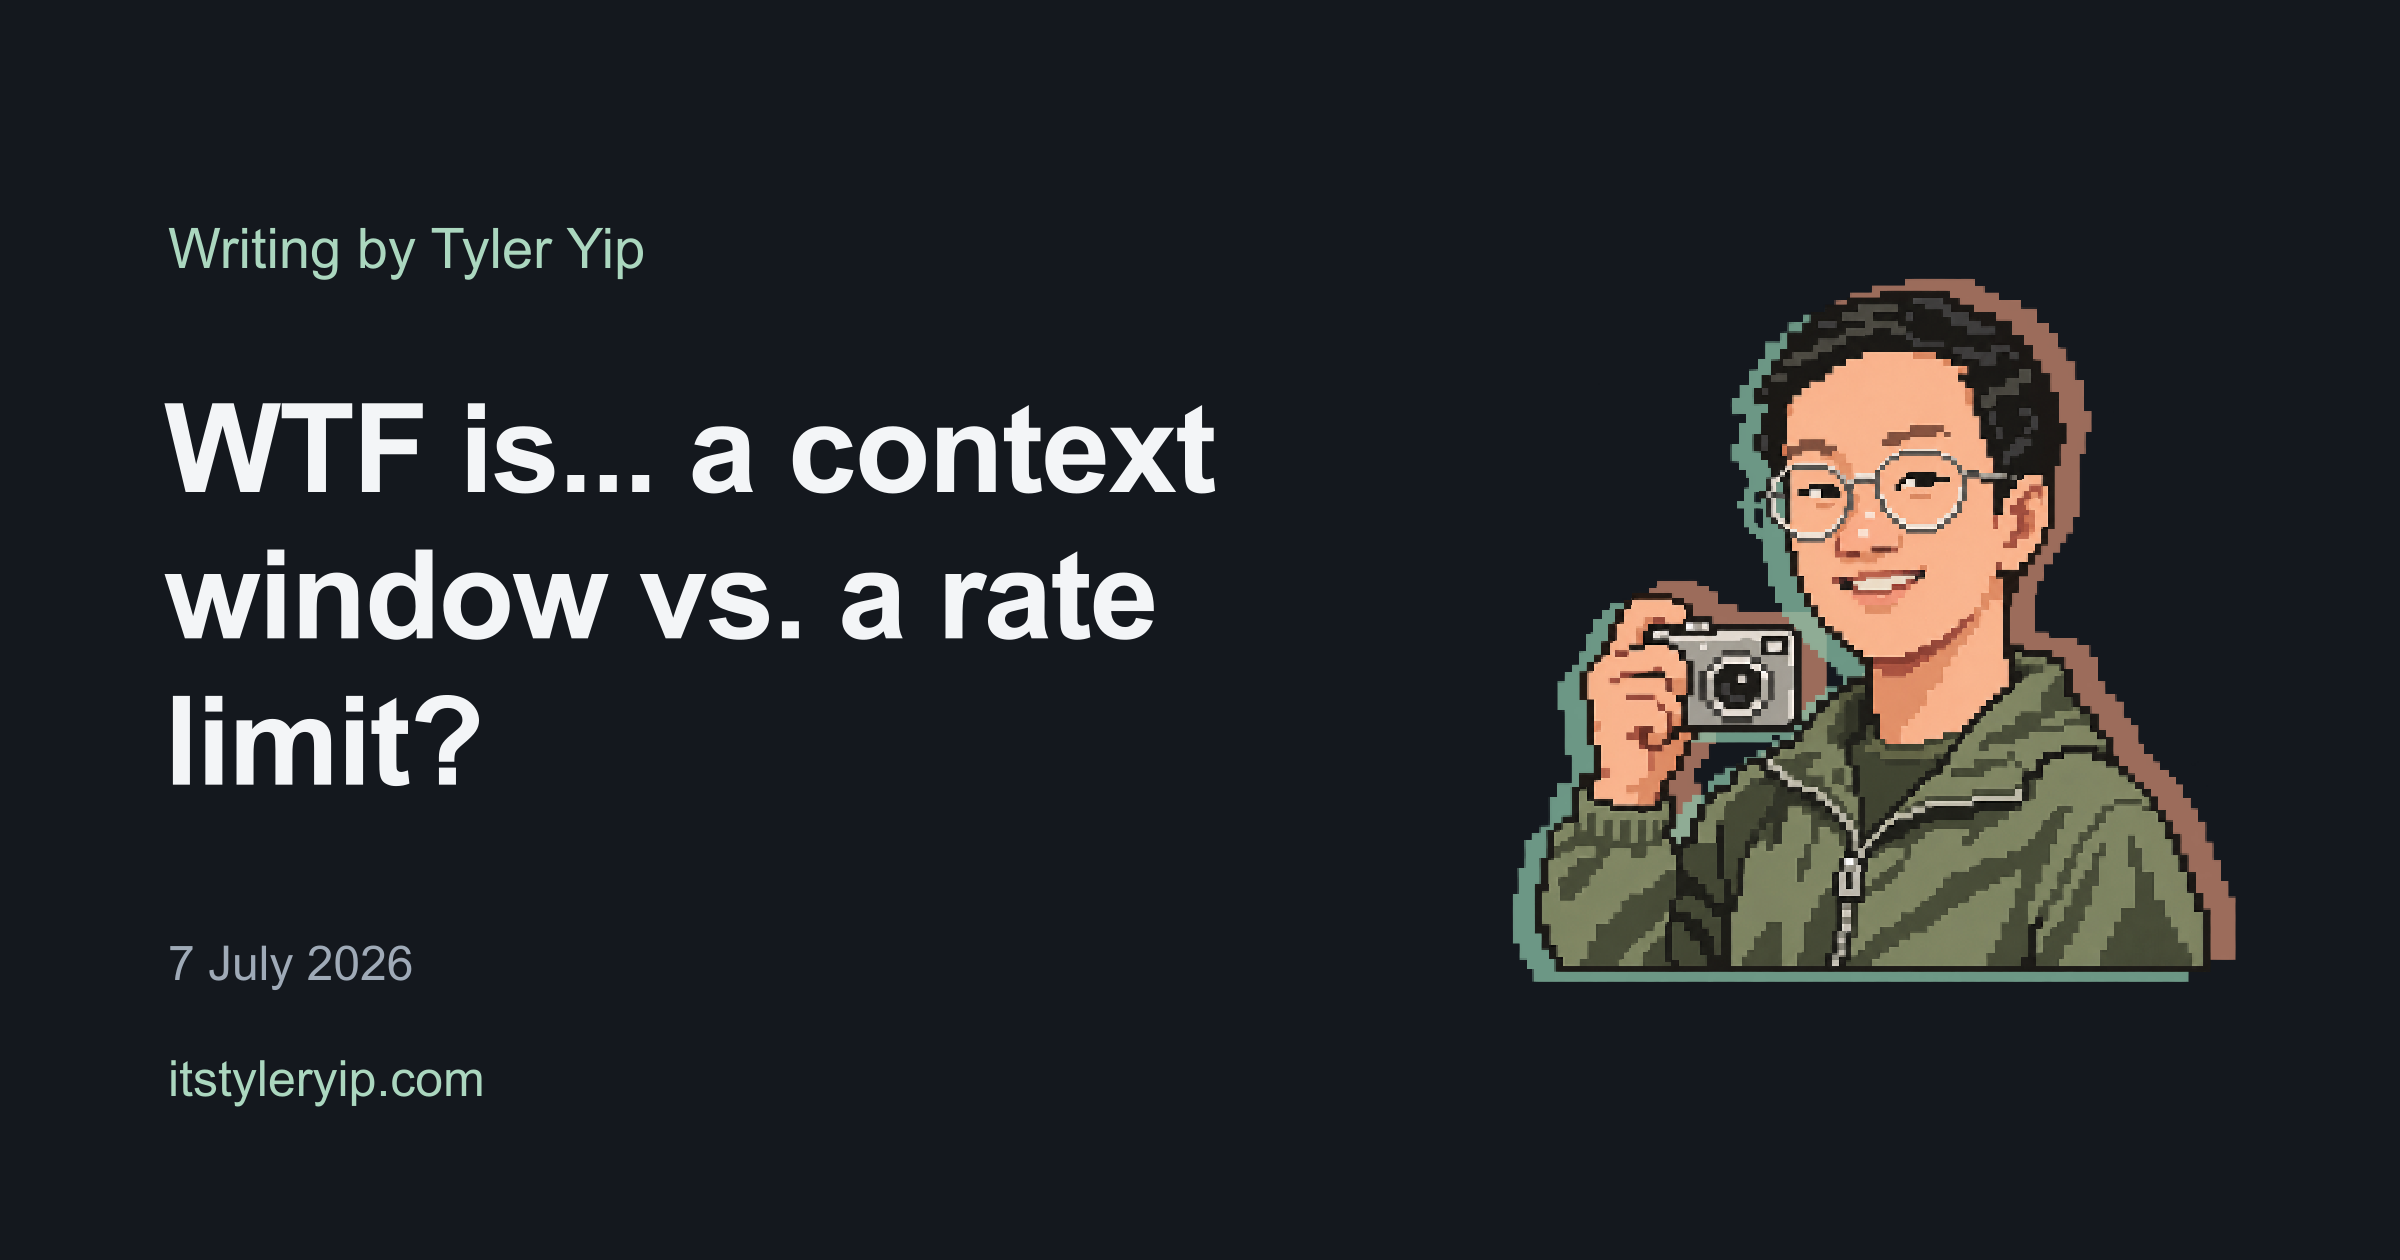 Writing by Tyler Yip
WTF is... a context
window vs. a rate
limit?
7 July 2026
itstyleryip.com